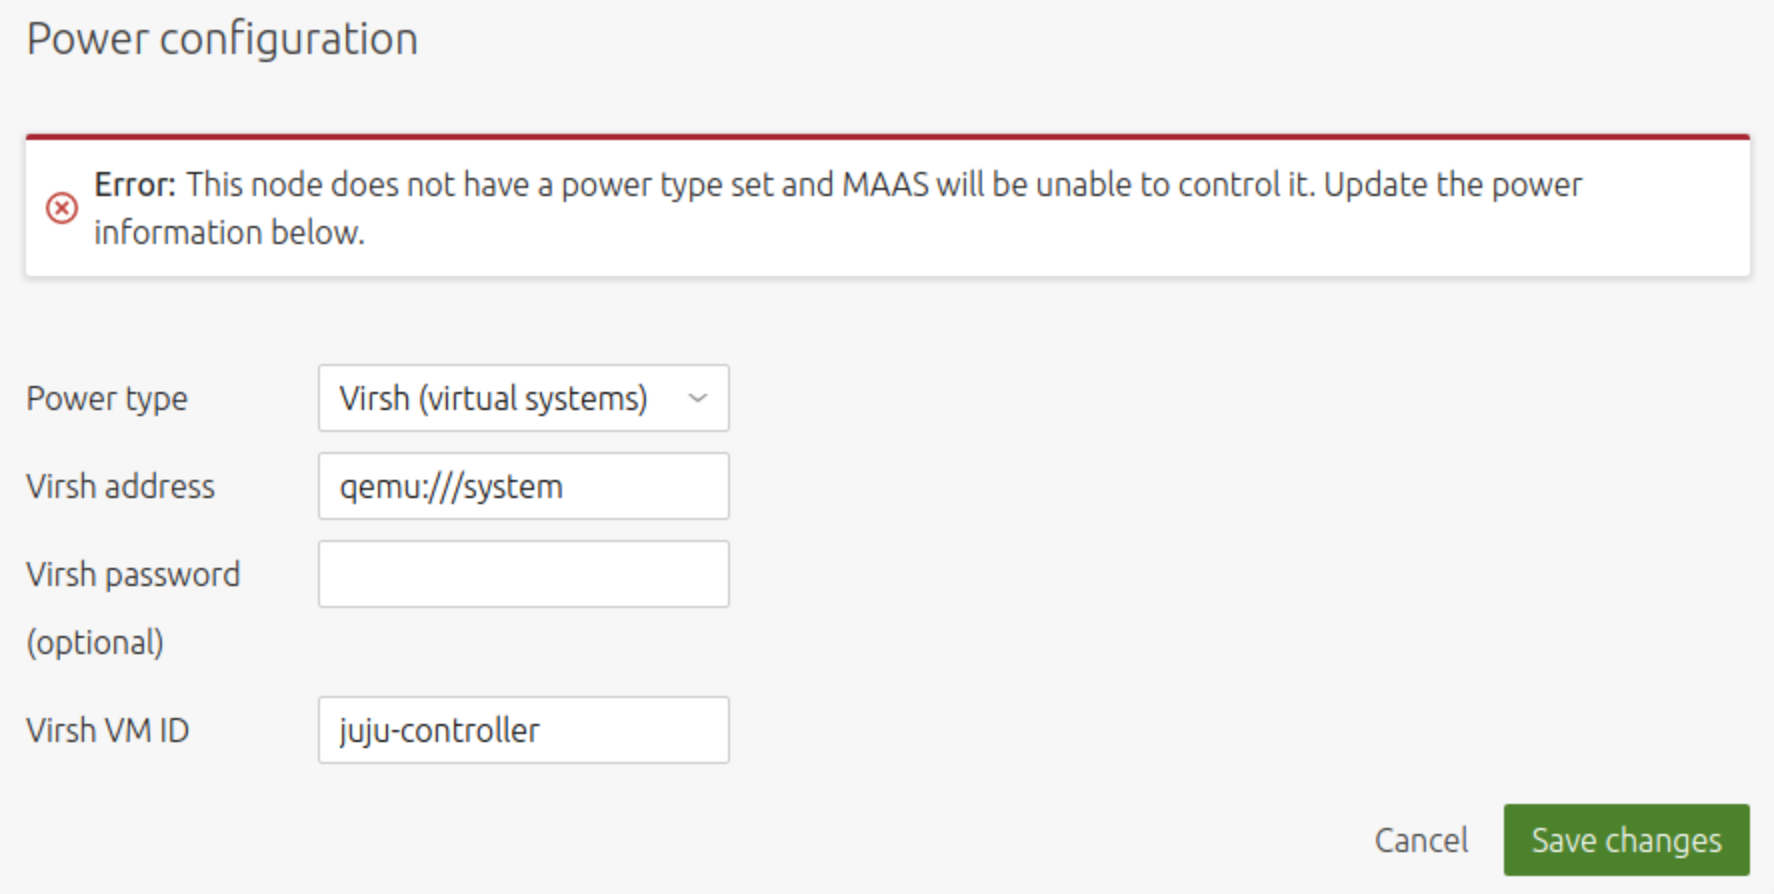 Power configuration
Error: This node does not have a power type set and MAAS will be unable to control it. Update the power
information below.
Power type
Virsh (virtual systems)
Virsh address
qemu:///system
Virsh password
(optional)
Virsh VM ID
juju-controller
Cancel
Save changes